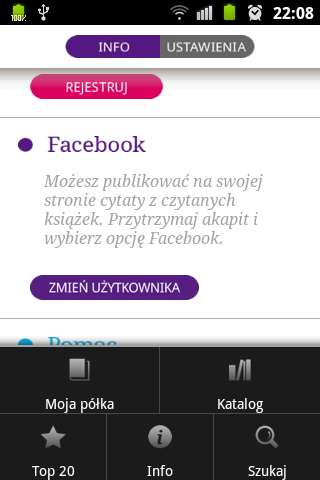 100% 22:08
INFO USTAWIENIA
REJESTRUJ
Facebook
Możesz publikować na swojej
stronie cytaty z czytanych
książek. Przytrzymaj akapit i
wybierz opcję Facebook.
ZMIEŃ UŻYTKOWNIKA
Pomoc
Moja półka Katalog
Top 20 Info Szukaj